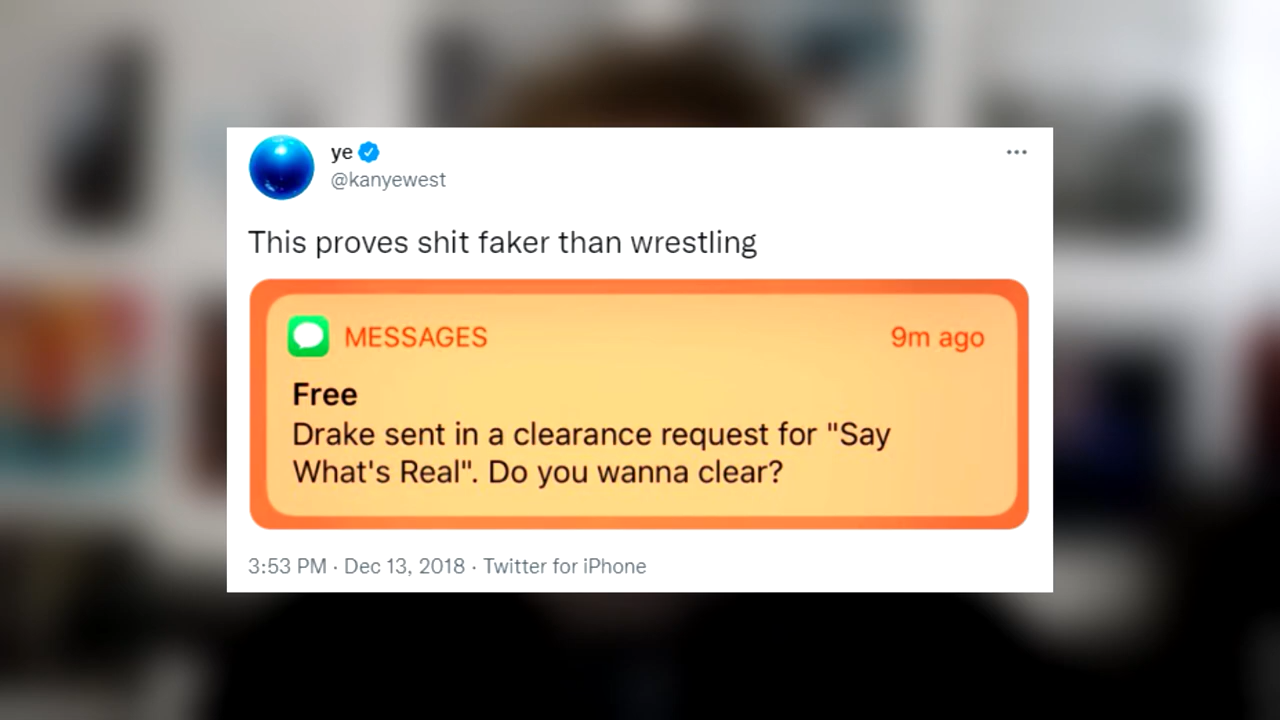 ye
@kanyewest
This proves shit faker than wrestling
MESSAGES 9m ago
Free
Drake sent in a clearance request for "Say
What's Real". Do you wanna clear?
3:53 PM · Dec 13, 2018 · Twitter for iPhone